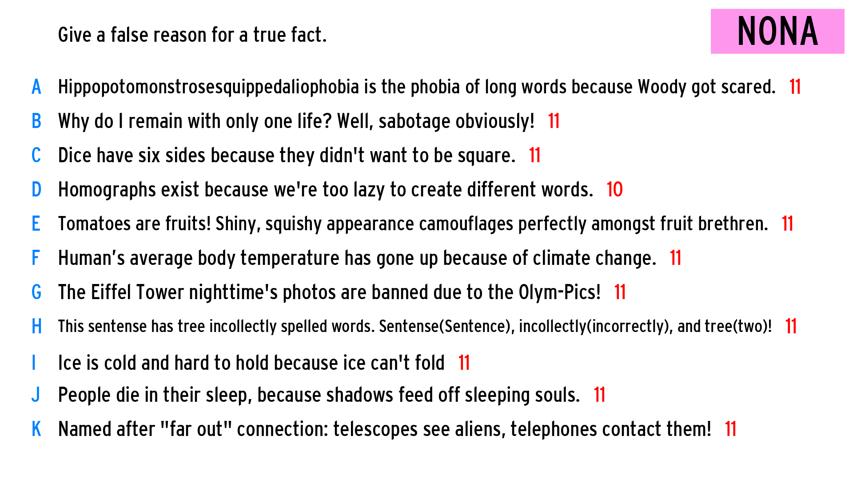 Give a false reason for a true fact.
NONA
A Hippopotomonstrosesquippedaliophobia is the phobia of long words because Woody got scared. 11
B Why do I remain with only one life? Well, sabotage obviously! 11
C Dice have six sides because they didn't want to be square. 11
D Homographs exist because we're too lazy to create different words. 10
E Tomatoes are fruits! Shiny, squishy appearance camouflages perfectly amongst fruit brethren. 11
F Human's average body temperature has gone up because of climate change. 11
G The Eiffel Tower nighttime's photos are banned due to the Olym-Pics! 11
H This sentense has tree incollectly spelled words. Sentense(Sentence), incollectly(incorrectly), and tree(two)! 11
I Ice is cold and hard to hold because ice can't fold 11
J People die in their sleep, because shadows feed off sleeping souls. 11
K Named after "far out" connection: telescopes see aliens, telephones contact them! 11